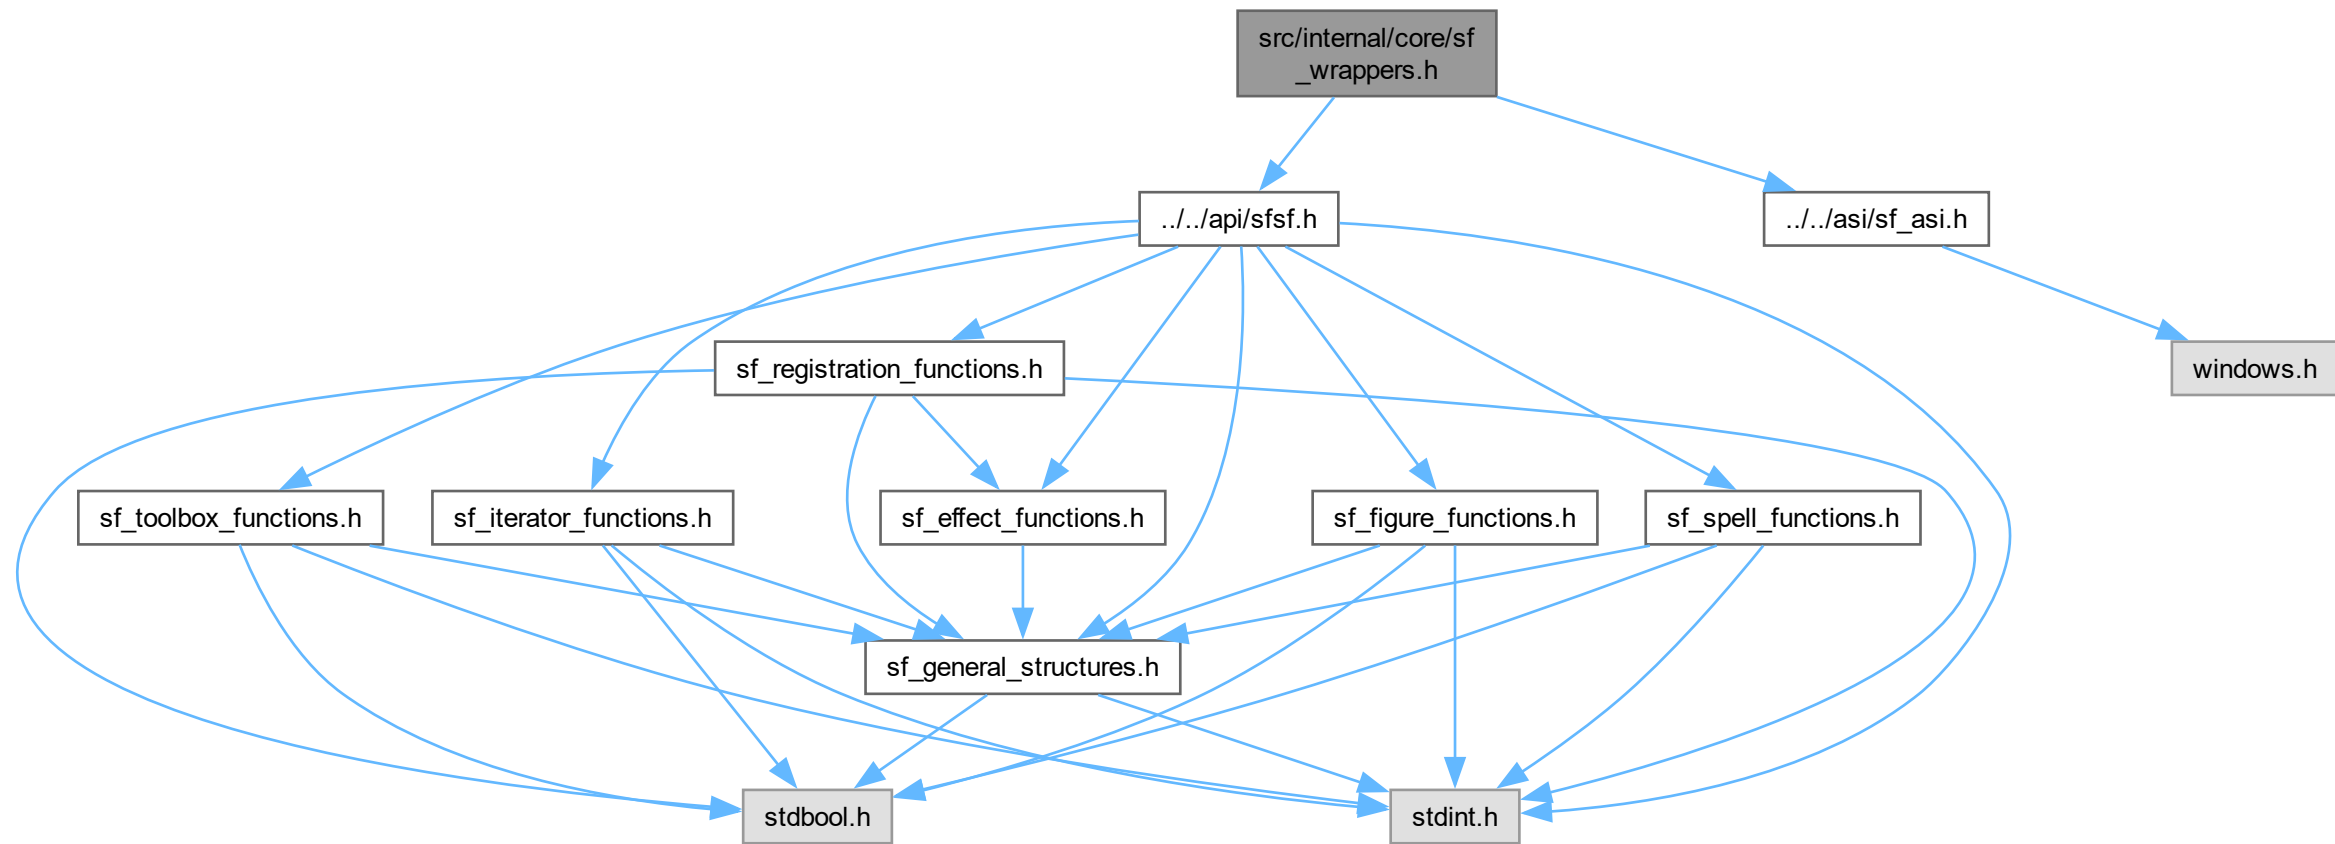 src/internal/core/sf
_wrappers.h
../../api/sfsf.h
../../asi/sf_asi.h
sf_registration_functions.h
windows.h
sf_toolbox_functions.h
sf_iterator_functions.h
sf_effect_functions.h
sf_figure_functions.h
sf_spell_functions.h
sf_general_structures.h
stdbool.h
stdint.h